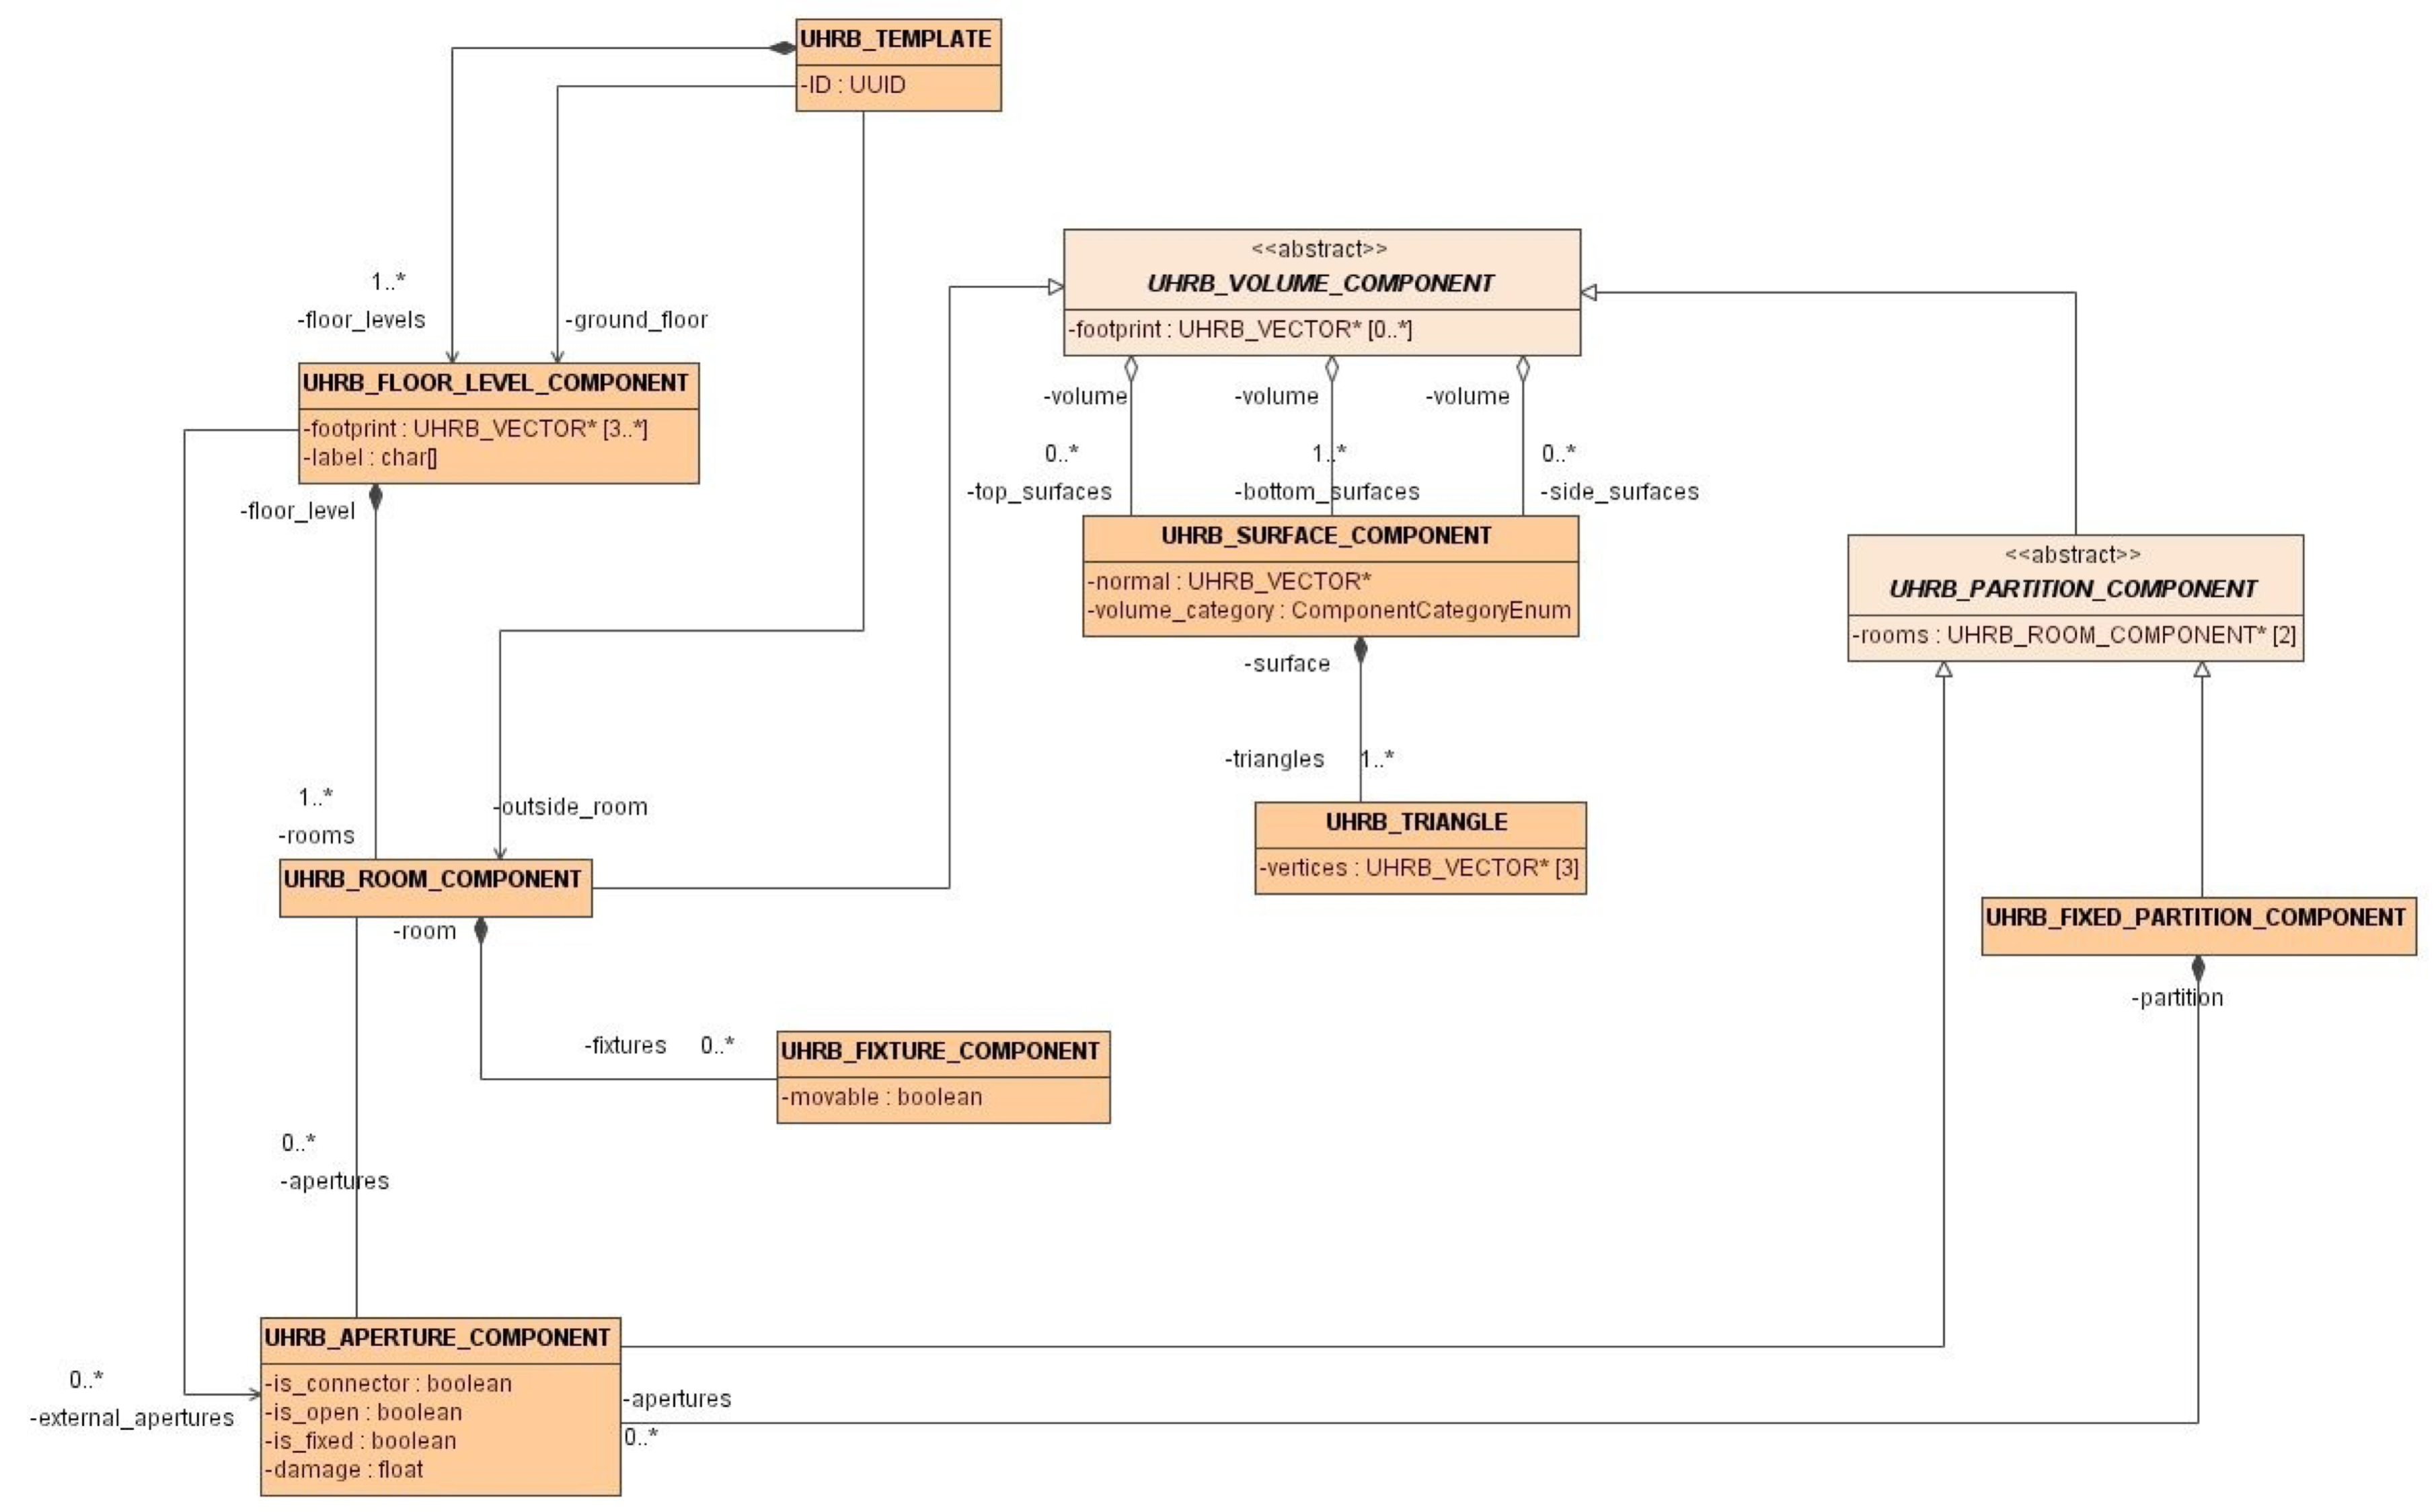 UHRB_TEMPLATE
-ID : UUID
1..*
-floor_levels
-ground_floor
<<abstract>>
UHRB_VOLUME_COMPONENT
-footprint : UHRB_VECTOR* [0..*]
UHRB_FLOOR_LEVEL_COMPONENT
-footprint : UHRB_VECTOR* [3..*]
-label : char[]
-floor_level
-volume
-volume
-volume
0..*
-top_surfaces
1..*
-bottom_surfaces
0..*
-side_surfaces
UHRB_SURFACE_COMPONENT
-normal : UHRB_VECTOR*
-volume_category : ComponentCategoryEnum
<<abstract>>
UHRB_PARTITION_COMPONENT
-rooms : UHRB_ROOM_COMPONENT* [2]
-surface
-triangles
1..*
1..*
-rooms
-outside_room
UHRB_TRIANGLE
-vertices : UHRB_VECTOR* [3]
UHRB_ROOM_COMPONENT
-room
UHRB_FIXED_PARTITION_COMPONENT
-partition
-fixtures
0..*
UHRB_FIXTURE_COMPONENT
-movable : boolean
0..*
-apertures
UHRB_APERTURE_COMPONENT
-is_connector : boolean
-is_open : boolean
-is_fixed : boolean
-damage : float
0..*
-external_apertures
-apertures
0..*